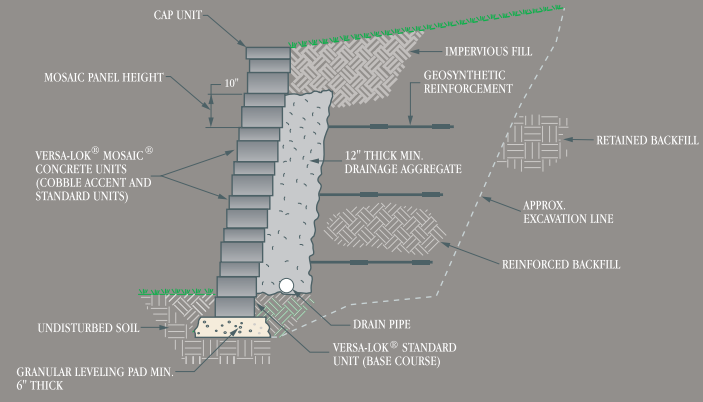 CAP UNIT
IMPERVIOUS FILL
MOSAIC PANEL HEIGHT
10"
GEOSYNTHETIC
REINFORCEMENT
RETAINED BACKFILL
VERSA-LOK® MOSAIC®
CONCRETE UNITS
(COBBLE ACCENT AND
STANDARD UNITS)
12" THICK MIN.
DRAINAGE AGGREGATE
APPROX.
EXCAVATION LINE
REINFORCED BACKFILL
UNDISTURBED SOIL
DRAIN PIPE
VERSA-LOK® STANDARD
UNIT (BASE COURSE)
GRANULAR LEVELING PAD MIN.
6" THICK